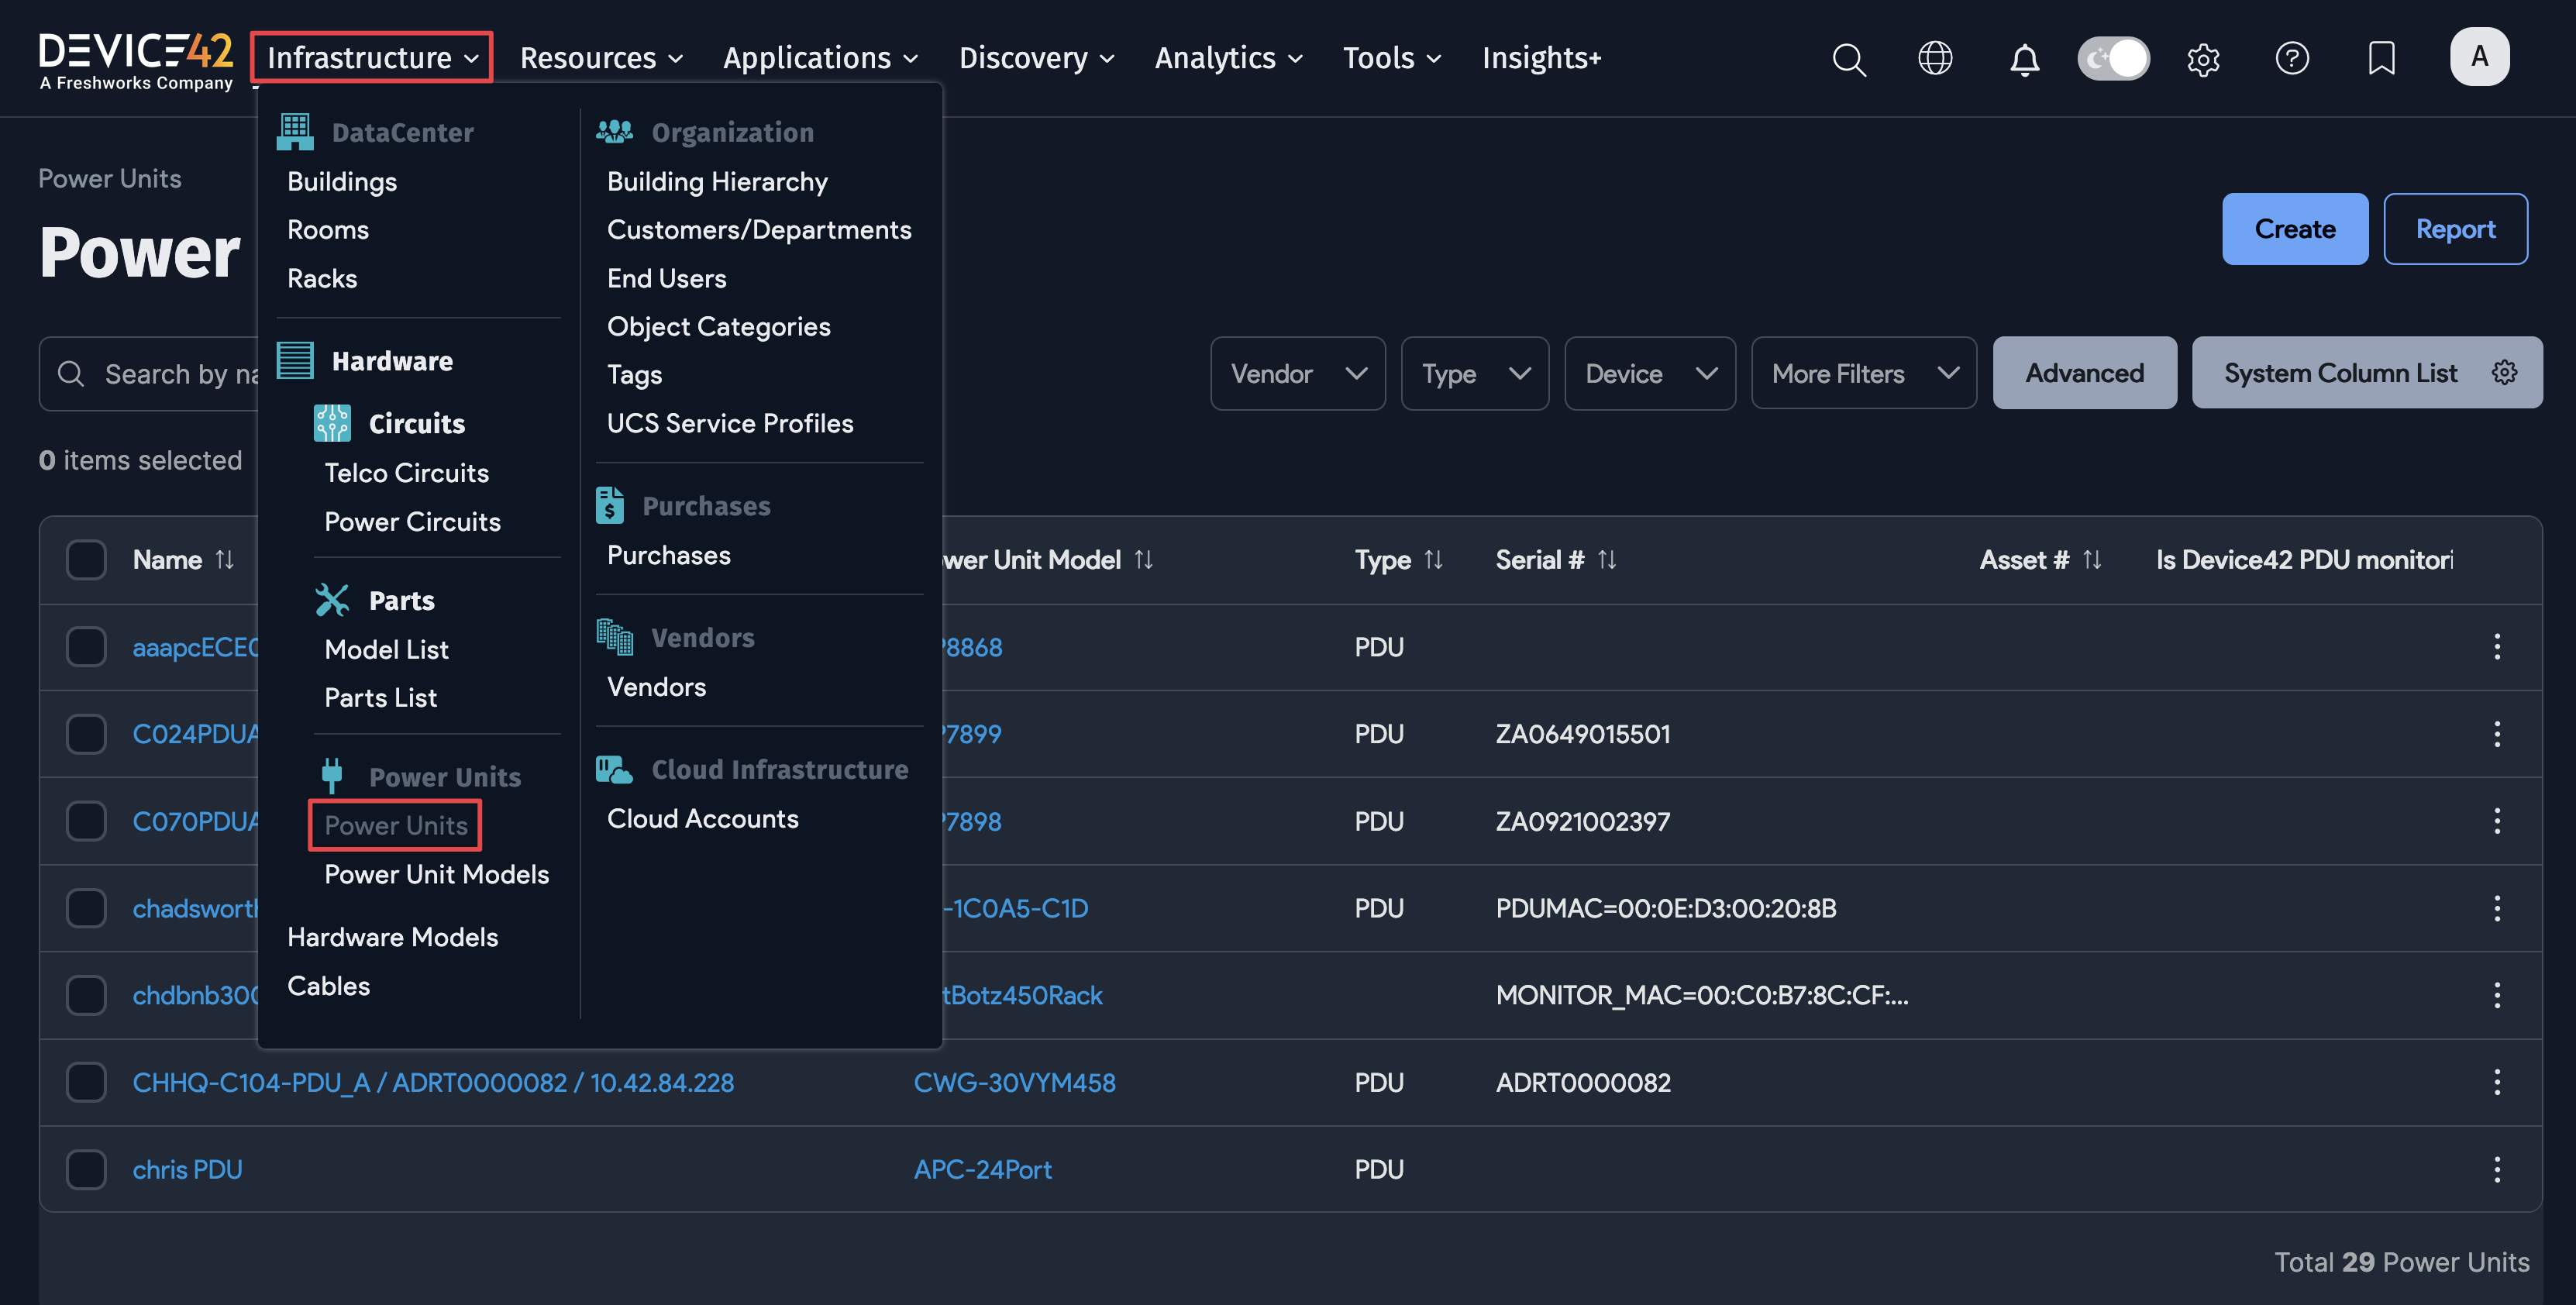 DEVICE42
A Freshworks Company
Infrastructure
Resources
Applications
Discovery
Analytics
Tools
Insights+
A
Power Units
Power
Create
Report
Search by na
Vendor
Type
Device
More Filters
Advanced
System Column List
0 items selected
DataCenter
Buildings
Rooms
Racks
Hardware
Circuits
Telco Circuits
Power Circuits
Parts
Model List
Parts List
Power Units
Power Units
Power Unit Models
Hardware Models
Cables
Organization
Building Hierarchy
Customers/Departments
End Users
Object Categories
Tags
UCS Service Profiles
Purchases
Purchases
Vendors
Vendors
Cloud Infrastructure
Cloud Accounts
Name wer Unit Model Type Serial # Asset # Is Device42 PDU monitori
aaapcECE 8868 PDU
C024PDUA 7899 PDU ZA0649015501
C070PDUA 7898 PDU ZA0921002397
chadsworth -1C0A5-C1D PDU PDUMAC=00:0E:D3:00:20:8B
chdbnb300 tBotz450Rack MONITOR_MAC=00:C0:B7:8C:CF:...
CHHQ-C104-PDU_A / ADRT0000082 / 10.42.84.228 CWG-30VYM458 PDU ADRT0000082
chris PDU APC-24Port PDU
Total 29 Power Units